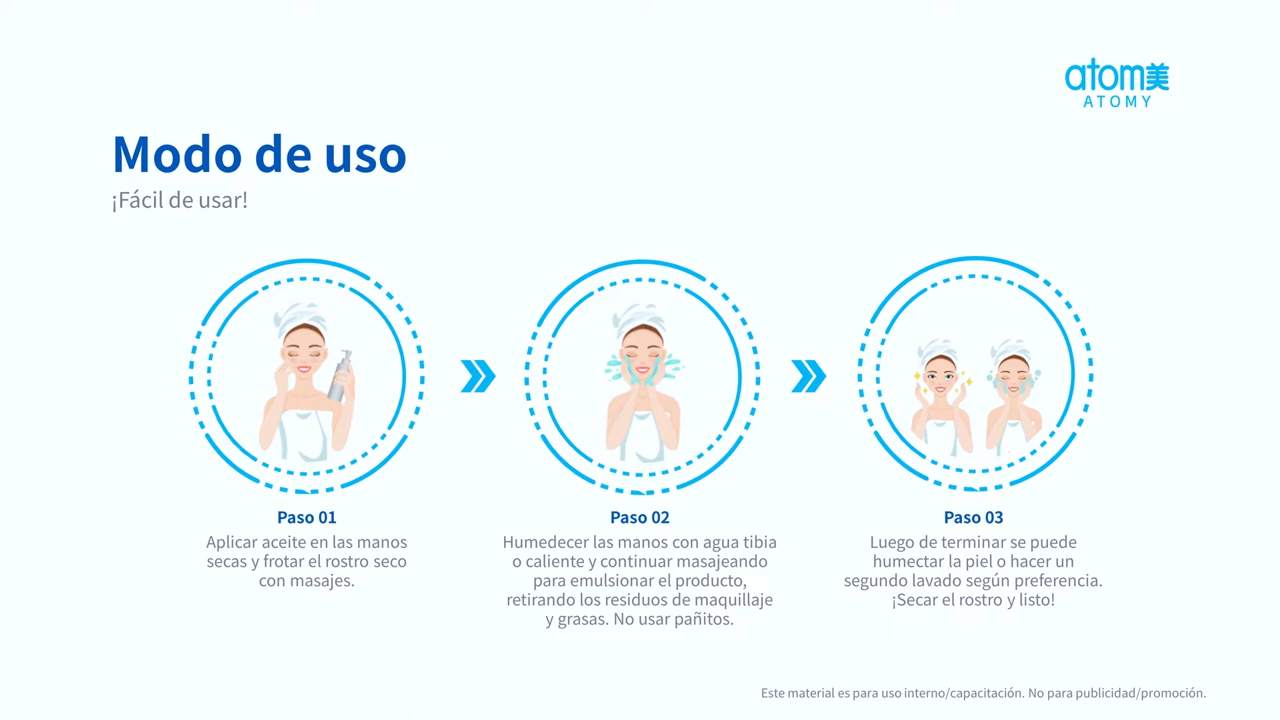 atom美
ATOMY
Modo de uso
¡Fácil de usar!
Paso 01
Aplicar aceite en las manos
secas y frotar el rostro seco
con masajes.
Paso 02
Humedecer las manos con agua tibia
o caliente y continuar masajeando
para emulsionar el producto,
retirando los residuos de maquillaje
y grasas. No usar pañitos.
Paso 03
Luego de terminar se puede
humectar la piel o hacer un
segundo lavado según preferencia.
¡Secar el rostro y listo!
Este material es para uso interno/capacitación. No para publicidad/promoción.